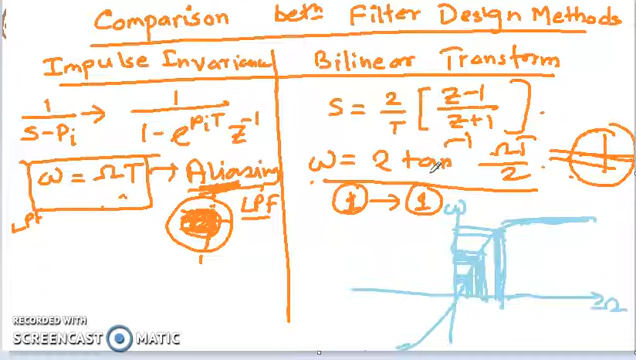 Comparison betn Filter Design Methods
Impulse Invariance
1/(s-Pi) → 1/(1 - e^(PiT) z^-1)
ω = ΩT → Aliasing
LPF
LPF
Bilinear Transform
S = 2/T [ (z-1)/(z+1) ] .
ω = 2 tan^-1 ΩT/2
1 → 1
ω
Ω
RECORDED WITH
SCREENCAST MATIC